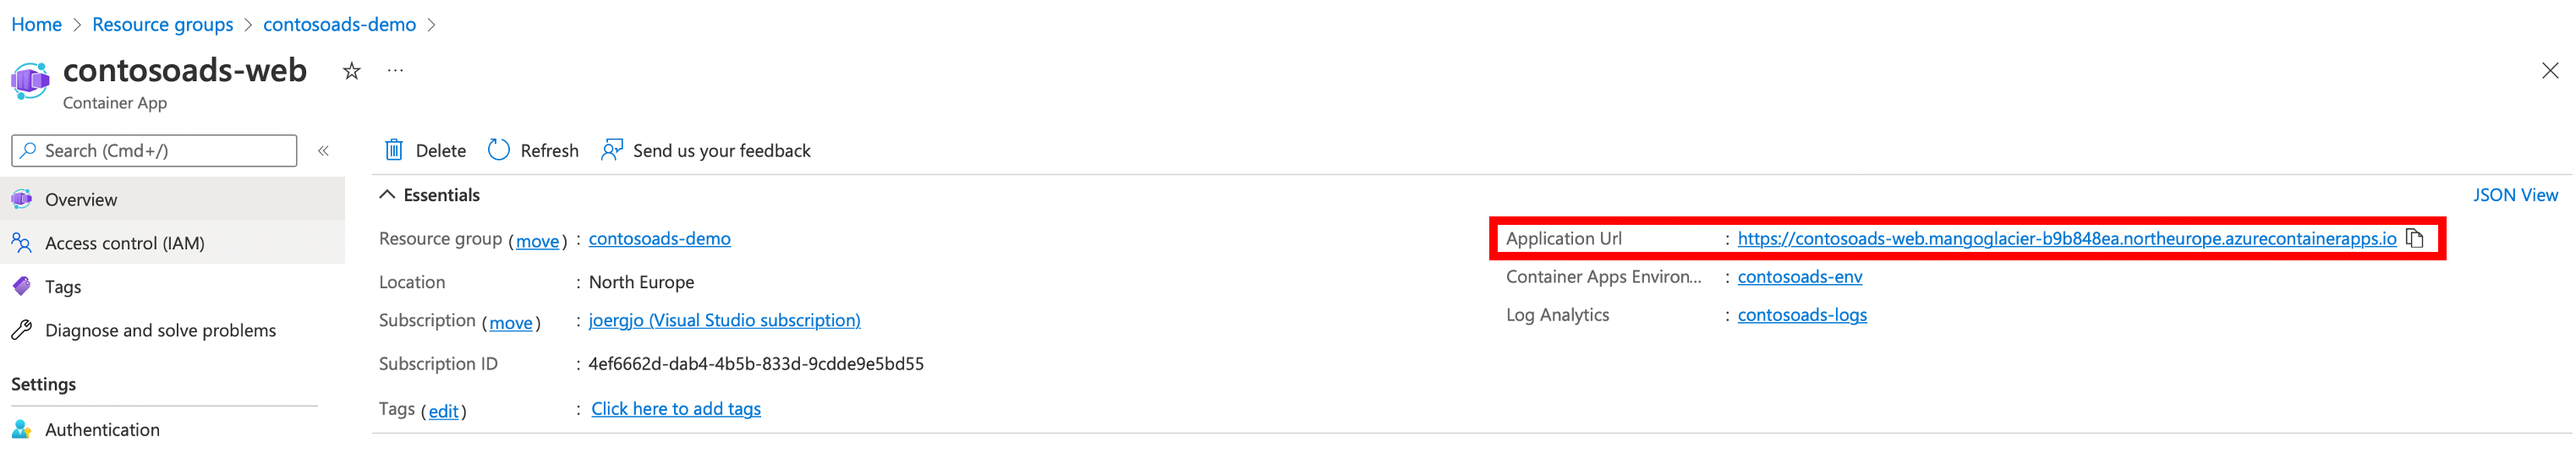 Home > Resource groups > contosoads-demo >
contosoads-web ...
Container App
Search (Cmd+/) «
Delete Refresh Send us your feedback
Overview
Access control (IAM)
Tags
Diagnose and solve problems
Settings
Authentication
Essentials
JSON View
Resource group (move) : contosoads-demo
Location : North Europe
Subscription (move) : joergjo (Visual Studio subscription)
Subscription ID : 4ef6662d-dab4-4b5b-833d-9cdde9e5bd55
Tags (edit) : Click here to add tags
Application Url : https://contosoads-web.mangoglacier-b9b848ea.northeurope.azurecontainerapps.io
Container Apps Environ... : contosoads-env
Log Analytics : contosoads-logs